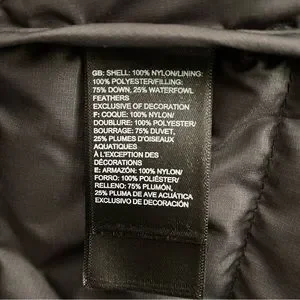 GB: SHELL: 100% NYLON/LINING:
100% POLYESTER/FILLING:
75% DOWN, 25% WATERFOWL
FEATHERS
EXCLUSIVE OF DECORATION
F: COQUE: 100% NYLON/
DOUBLURE: 100% POLYESTER/
BOURRAGE: 75% DUVET,
25% PLUMES D'OISEAUX
AQUATIQUES
À L'EXCEPTION DES
DÉCORATIONS
E: ARMAZÓN: 100% NYLON/
FORRO: 100% POLIÉSTER/
RELLENO: 75% PLUMÓN,
25% PLUMA DE AVE ACUÁTICA
EXCLUSIVO DE DECORACIÓN